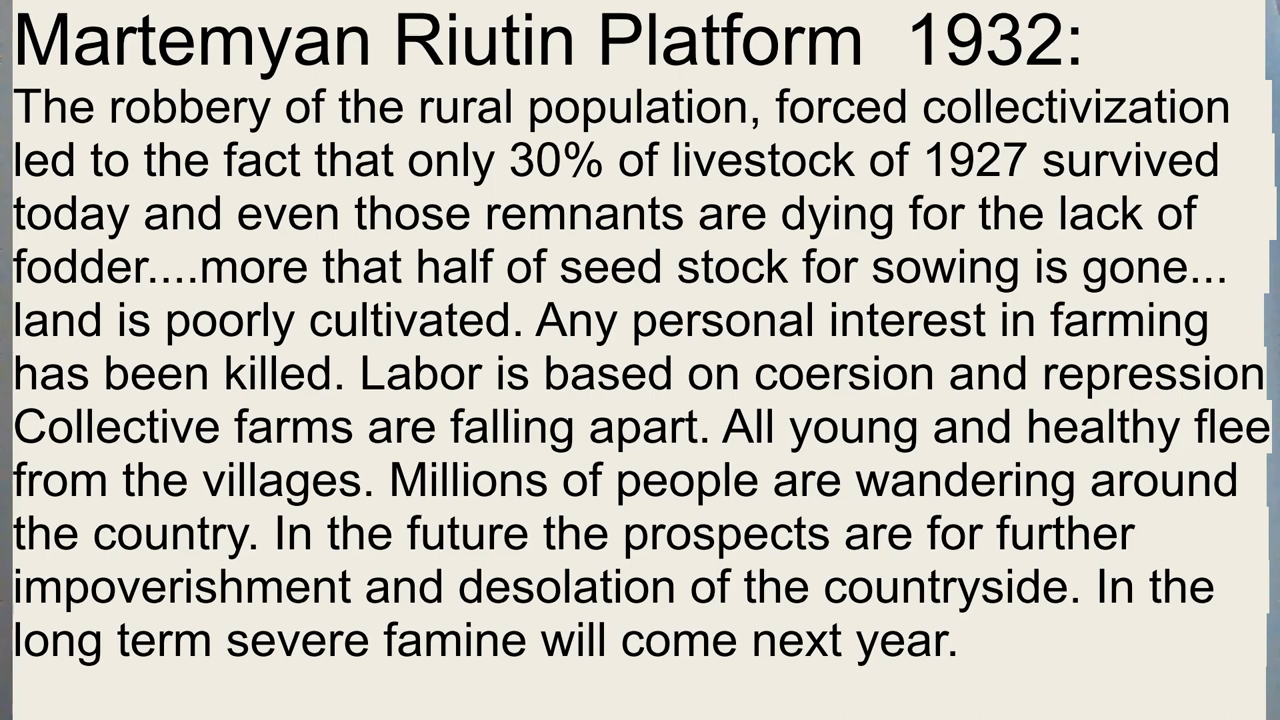 Martemyan Riutin Platform  1932:
The robbery of the rural population, forced collectivization
led to the fact that only 30% of livestock of 1927 survived
today and even those remnants are dying for the lack of
fodder....more that half of seed stock for sowing is gone...
land is poorly cultivated. Any personal interest in farming
has been killed. Labor is based on coersion and repression
Collective farms are falling apart. All young and healthy flee
from the villages. Millions of people are wandering around
the country. In the future the prospects are for further
impoverishment and desolation of the countryside. In the
long term severe famine will come next year.